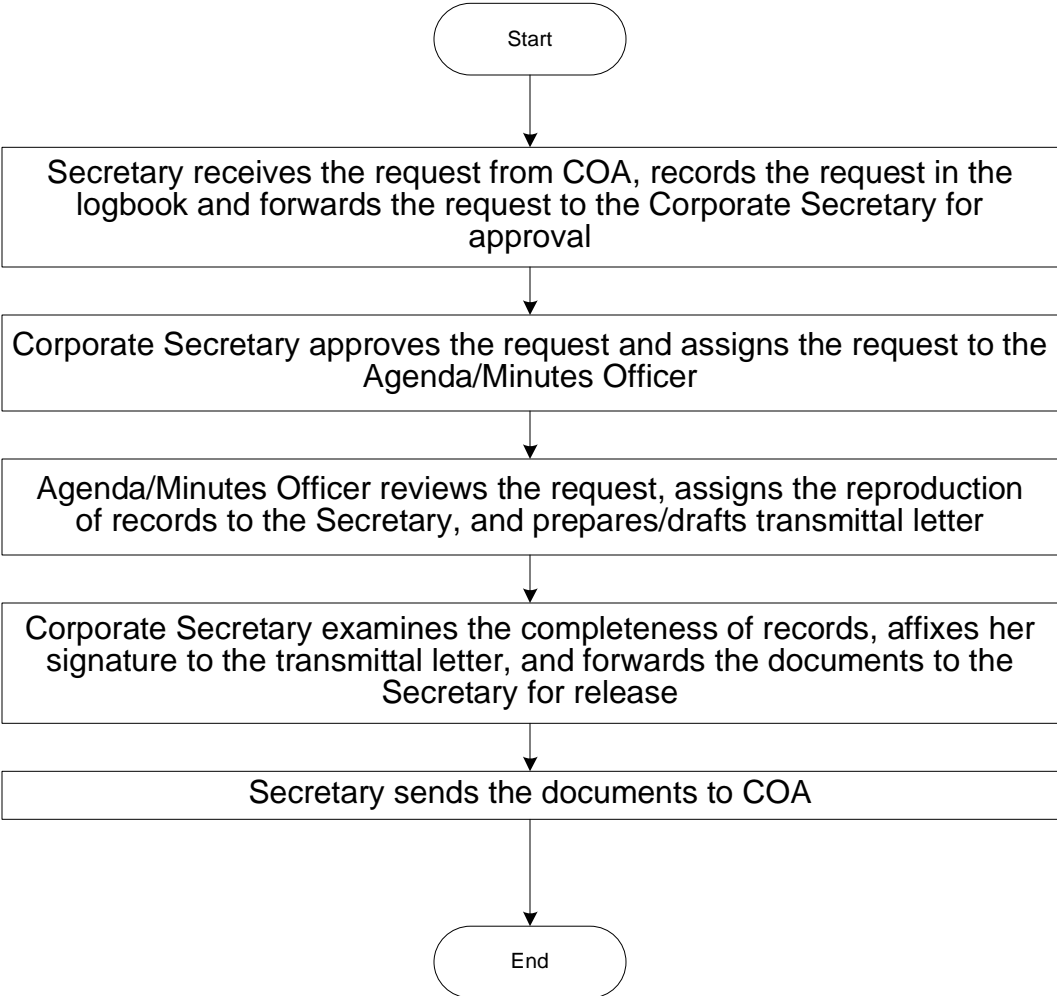 Start
Secretary receives the request from COA, records the request in the
logbook and forwards the request to the Corporate Secretary for
approval
Corporate Secretary approves the request and assigns the request to the
Agenda/Minutes Officer
Agenda/Minutes Officer reviews the request, assigns the reproduction
of records to the Secretary, and prepares/drafts transmittal letter
Corporate Secretary examines the completeness of records, affixes her
signature to the transmittal letter, and forwards the documents to the
Secretary for release
Secretary sends the documents to COA
End